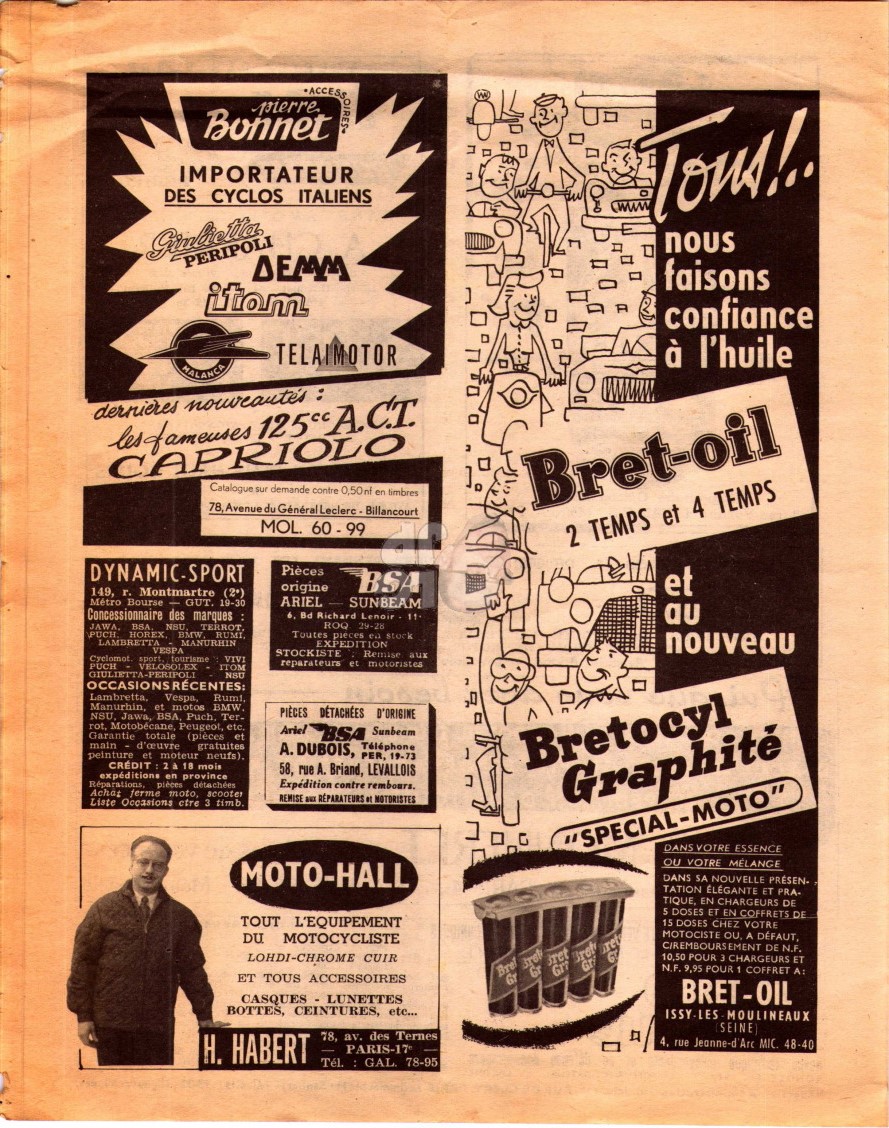 ACCESSOIRES
pierre
Bonnet
IMPORTATEUR
DES CYCLOS ITALIENS
Giulietta
PERIPOLI
DEMM
itom
MALANCA
TELAIMOTOR
dernières nouveautés :
les fameuses 125cc A.C.T.
CAPRIOLO
Catalogue sur demande contre 0,50 nf en timbres
78, Avenue du Général Leclerc - Billancourt
MOL. 60 - 99
DYNAMIC-SPORT
149, r. Montmartre (2e)
Métro Bourse — GUT. 19-30
Concessionnaire des marques :
JAWA, BSA, NSU, TERROT,
PUCH, HOREX, BMW, RUMI,
LAMBRETTA - MANURHIN
VESPA
Cyclomot. sport, tourisme : VIVI
PUCH - VELOSOLEX - ITOM
GIULIETTA-PERIPOLI - NSU
OCCASIONS RÉCENTES:
Lambretta, Vespa, Rumi,
Manurhin, et motos BMW,
NSU, Jawa, BSA, Puch, Ter-
rot, Motobécane, Peugeot, etc.
Garantie totale (pièces et
main - d'œuvre gratuites
peinture et moteur neufs).
CRÉDIT : 2 à 18 mois
expéditions en province
Réparations, pièces détachées
Achat ferme moto, scooter
Liste Occasions ctre 3 timb.
Pièces
origine BSA
ARIEL — SUNBEAM
6, Bd Richard Lenoir - 11e
ROQ. 29-28
Toutes pièces en stock
EXPEDITION
STOCKISTE : Remise aux
reparateurs et motoristes
PIÈCES DÉTACHÉES D'ORIGINE
Ariel BSA Sunbeam
A. DUBOIS, Téléphone
PER, 19-73
58, rue A. Briand, LEVALLOIS
Expédition contre rembours.
REMISE aux RÉPARATEURS et MOTORISTES
MOTO-HALL
TOUT L'EQUIPEMENT
DU MOTOCYCLISTE
LOHDI-CHROME CUIR
ET TOUS ACCESSOIRES
CASQUES - LUNETTES
BOTTES, CEINTURES, etc...
H. HABERT
78, av. des Ternes
— PARIS-17e —
Tél. : GAL. 78-95
Tous!..
nous
faisons
confiance
à l'huile
Bret-oil
2 TEMPS et 4 TEMPS
et
au
nouveau
Bretocyl
Graphité
"SPECIAL-MOTO"
DANS VOTRE ESSENCE
OU VOTRE MÉLANGE
DANS SA NOUVELLE PRÉSEN-
TATION ÉLÉGANTE ET PRA-
TIQUE, EN CHARGEURS DE
5 DOSES ET EN COFFRETS DE
15 DOSES CHEZ VOTRE
MOTOCISTE OU, A DÉFAUT,
C/REMBOURSEMENT DE N.F.
10,50 POUR 3 CHARGEURS ET
N.F. 9,95 POUR 1 COFFRET A :
BRET-OIL
ISSY-LES-MOULINEAUX
(SEINE)
4, rue Jeanne-d'Arc MIC. 48-40